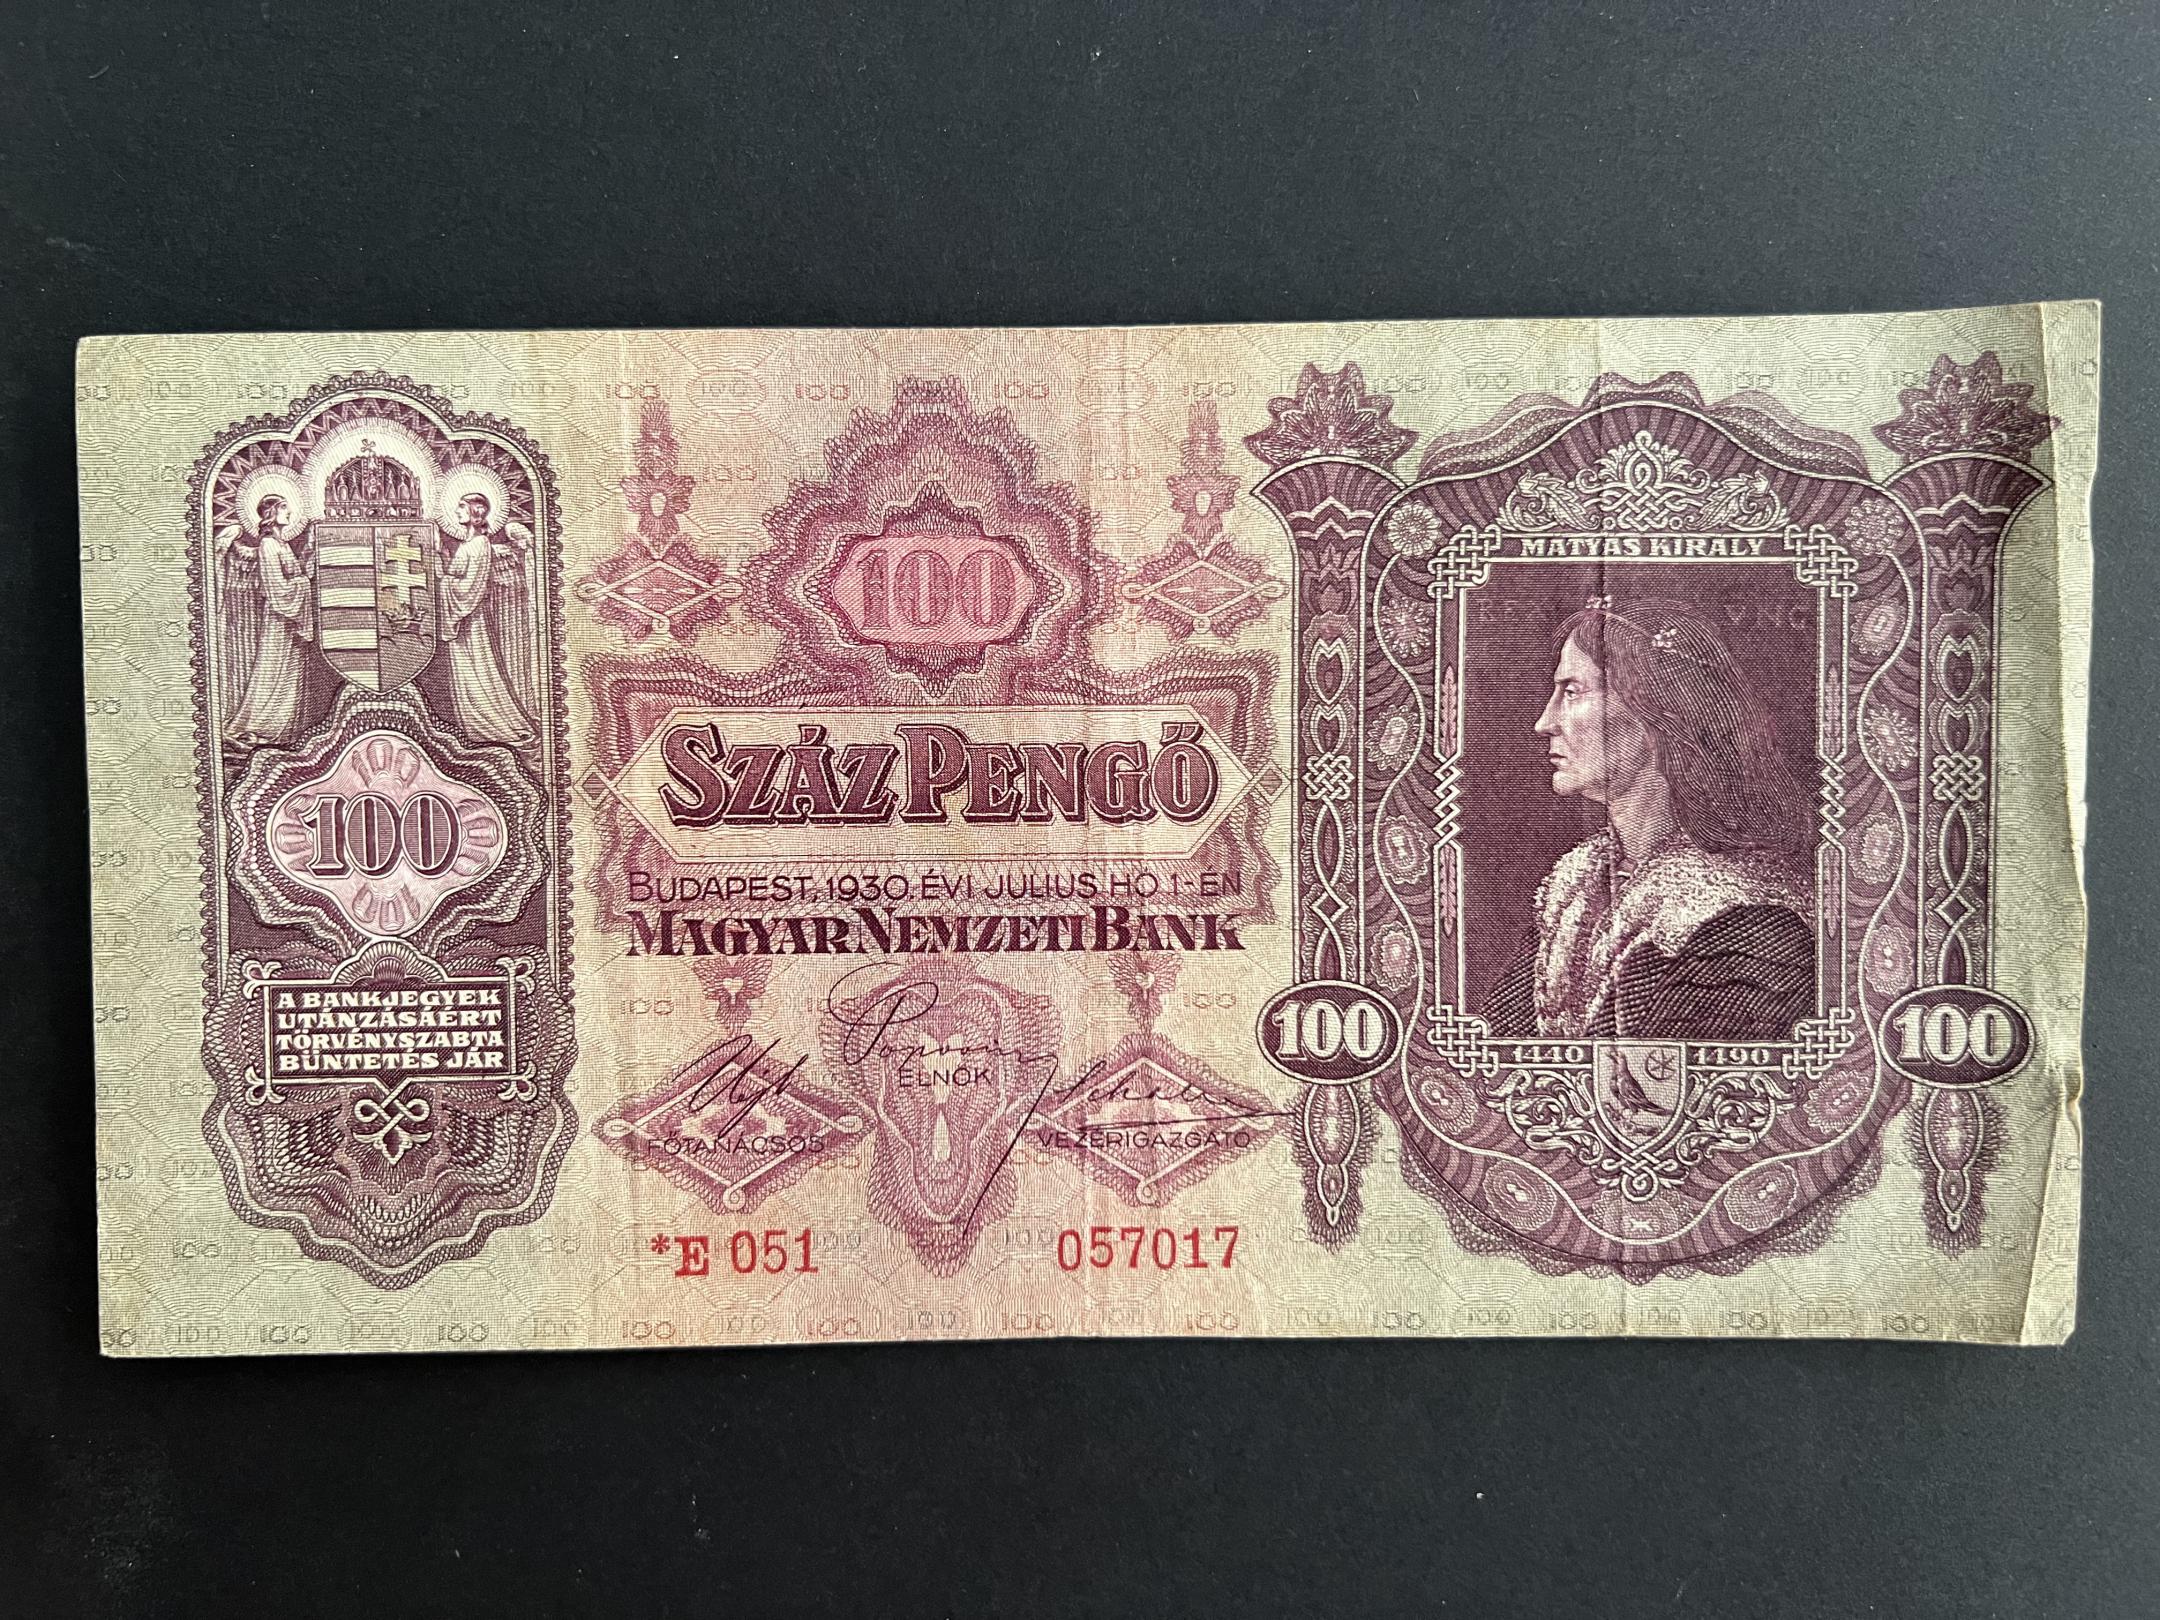 100
A BANKJEGYEK
UTÁNZÁSÁÉRT
TÖRVÉNYSZABTA
BÜNTETÉS JÁR
100
SZÁZ PENGŐ
BUDAPEST, 1930. ÉVI JULIUS HÓ 1-ÉN
MAGYAR NEMZETI BANK
ELNÖK
FŐTANÁCSOS
VEZÉRIGAZGATÓ
*E 051 057017
MÁTYÁS KIRÁLY
1440 1490
100 100